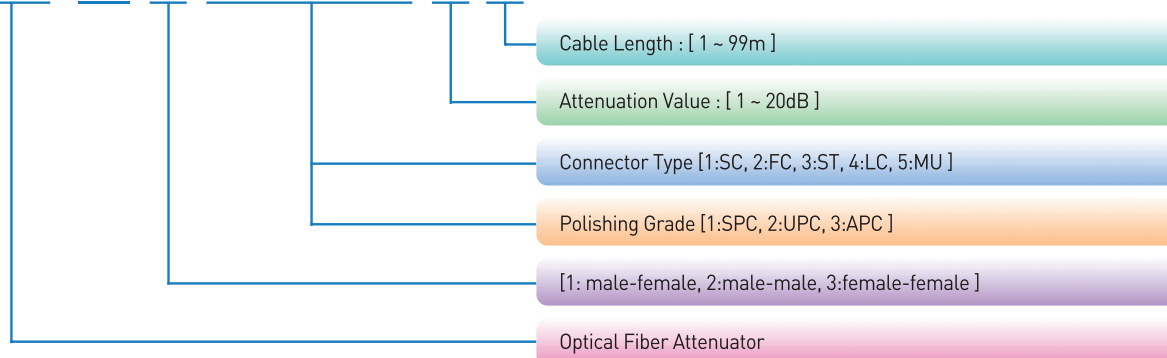 Cable Length : [ 1 ~ 99m ]
Attenuation Value : [ 1 ~ 20dB ]
Connector Type [1:SC, 2:FC, 3:ST, 4:LC, 5:MU ]
Polishing Grade [1:SPC, 2:UPC, 3:APC ]
[1: male-female, 2:male-male, 3:female-female ]
Optical Fiber Attenuator